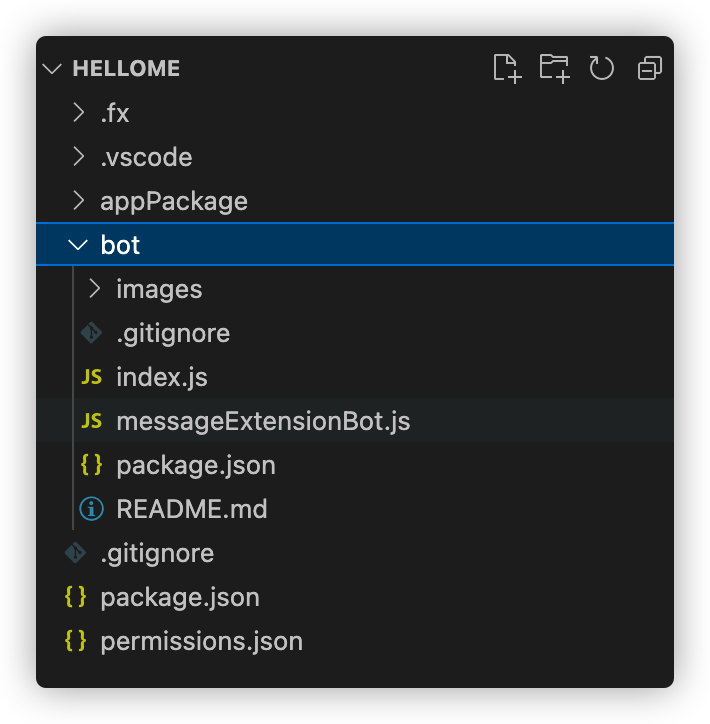 HELLOME
.fx
.vscode
appPackage
bot
images
.gitignore
JS index.js
JS messageExtensionBot.js
{} package.json
README.md
.gitignore
{} package.json
{} permissions.json